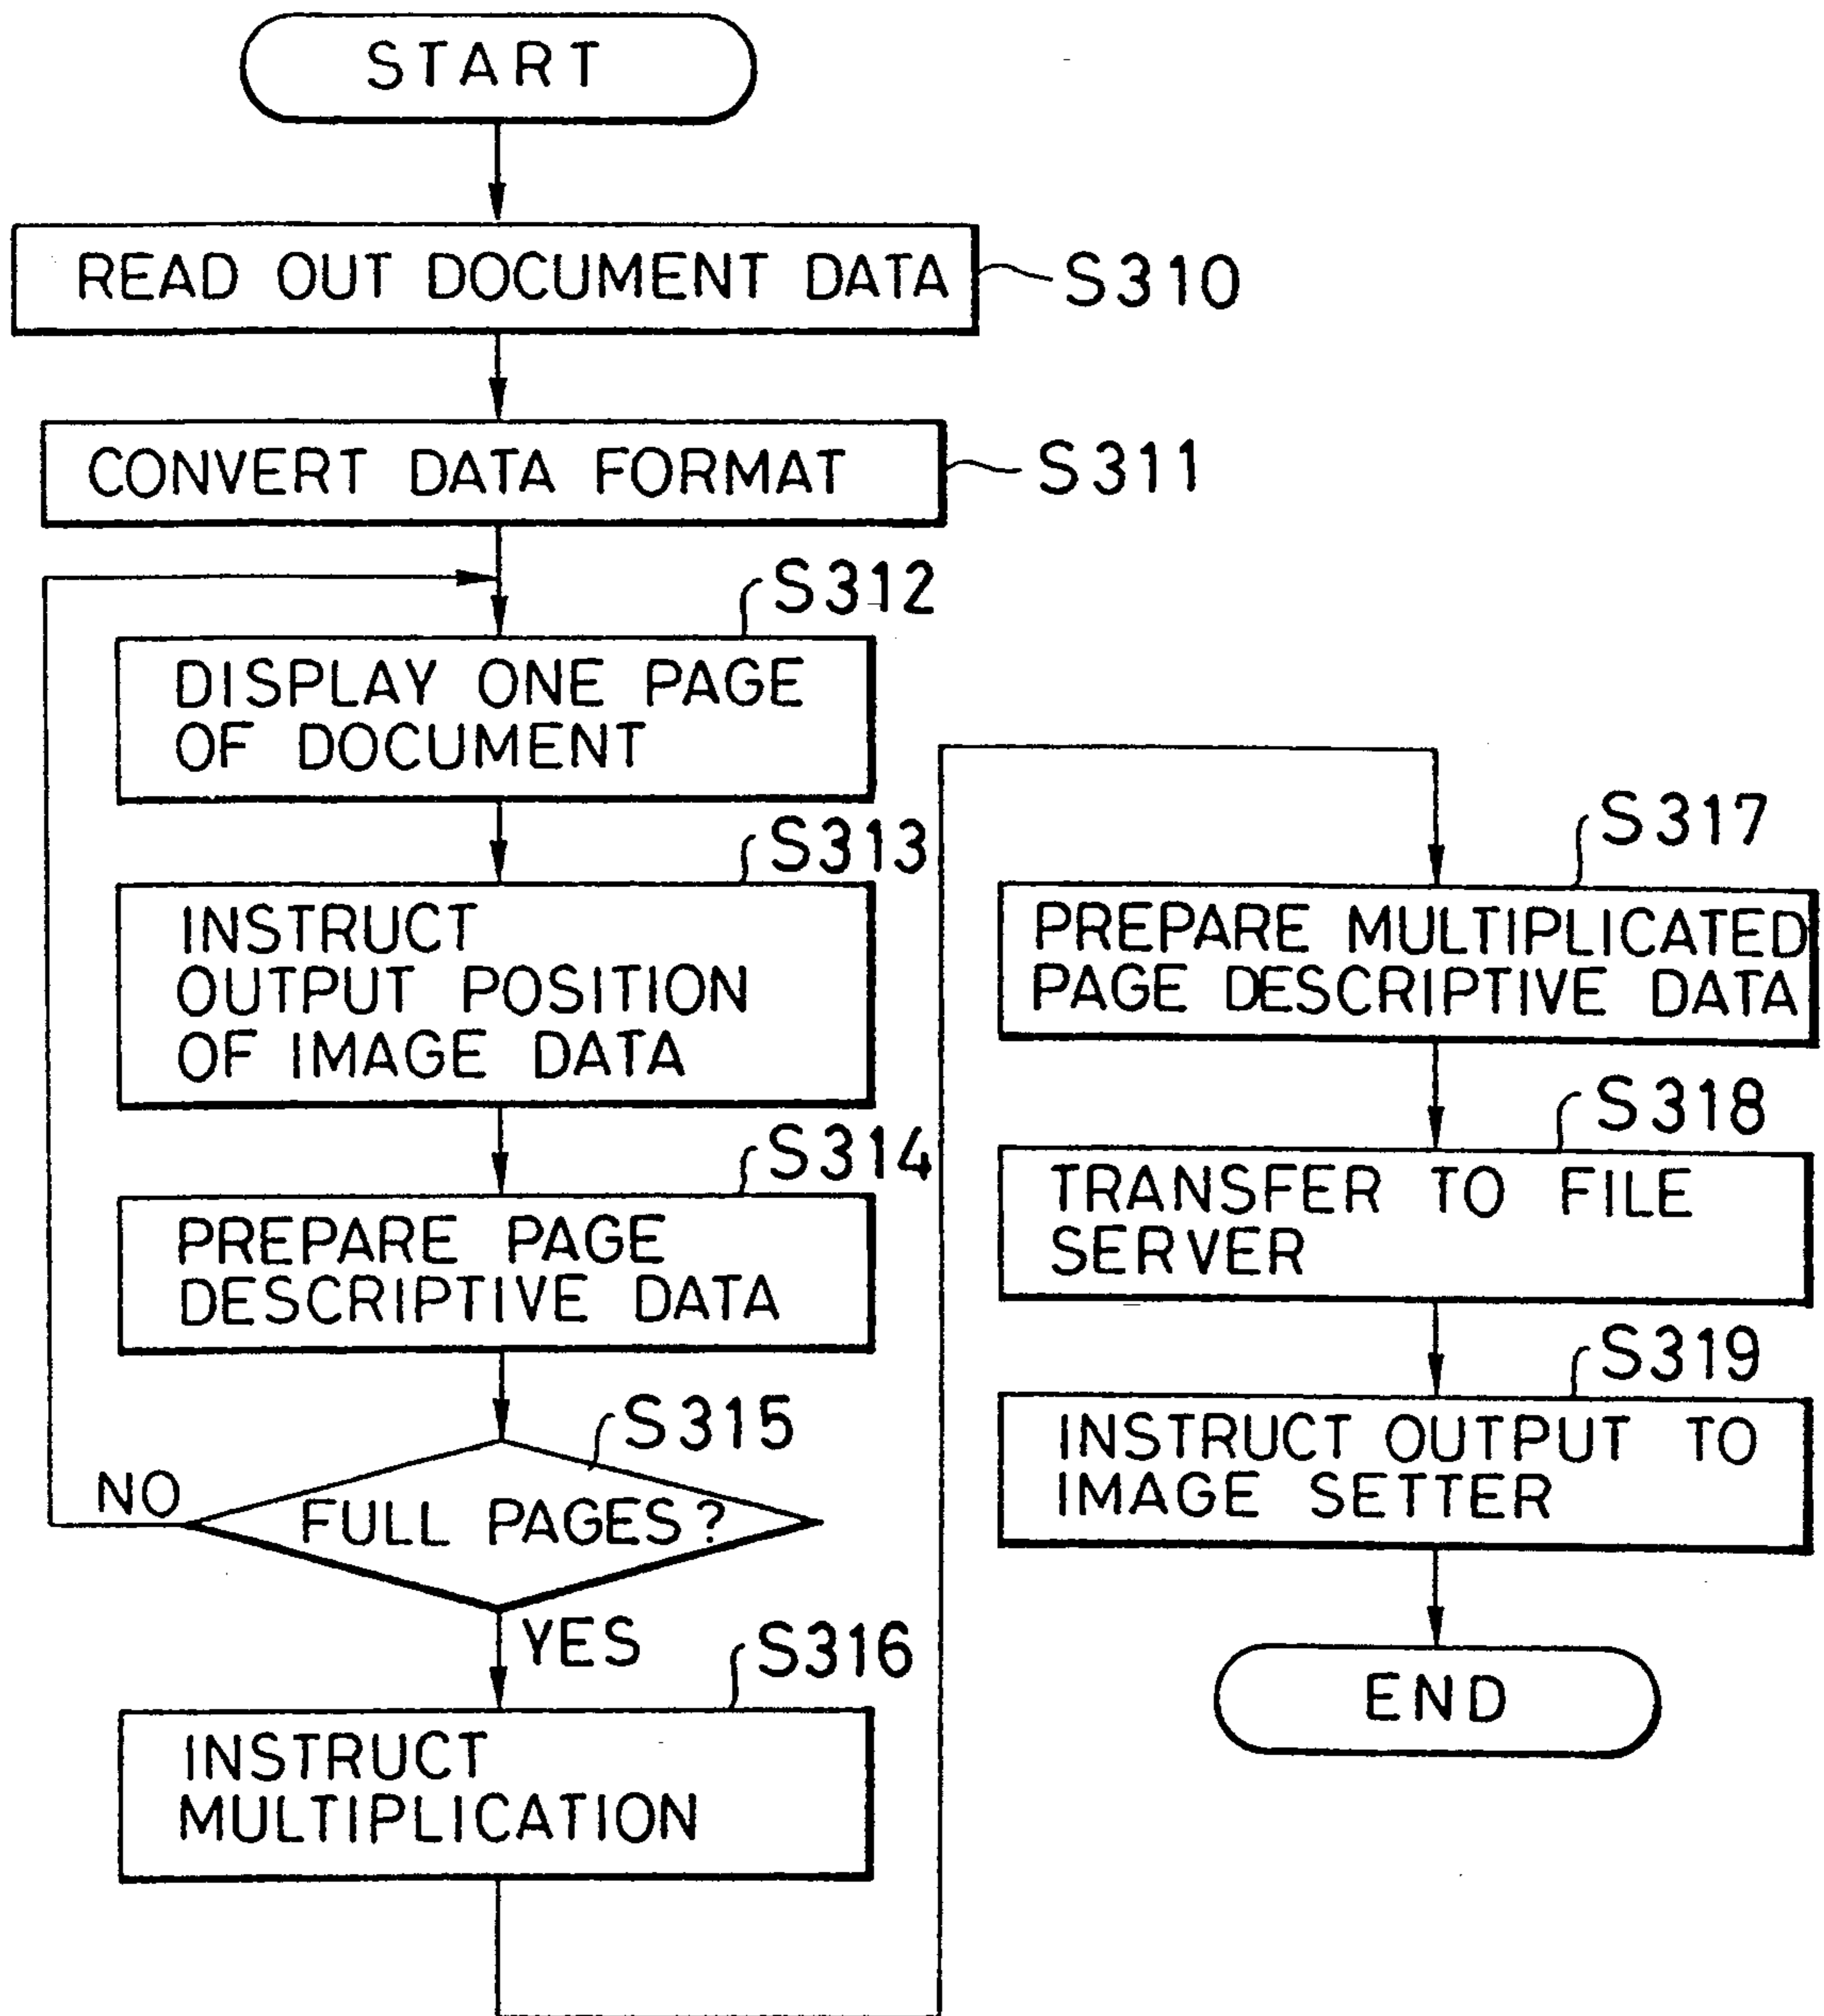 START
READ OUT DOCUMENT DATA
S310
CONVERT DATA FORMAT
S311
S312
DISPLAY ONE PAGE
OF DOCUMENT
S313
INSTRUCT
OUTPUT POSITION
OF IMAGE DATA
S314
PREPARE PAGE
DESCRIPTIVE DATA
S315
FULL PAGES?
NO
YES
S316
INSTRUCT
MULTIPLICATION
S317
PREPARE MULTIPLICATED
PAGE DESCRIPTIVE DATA
S318
TRANSFER TO FILE
SERVER
S319
INSTRUCT OUTPUT TO
IMAGE SETTER
END